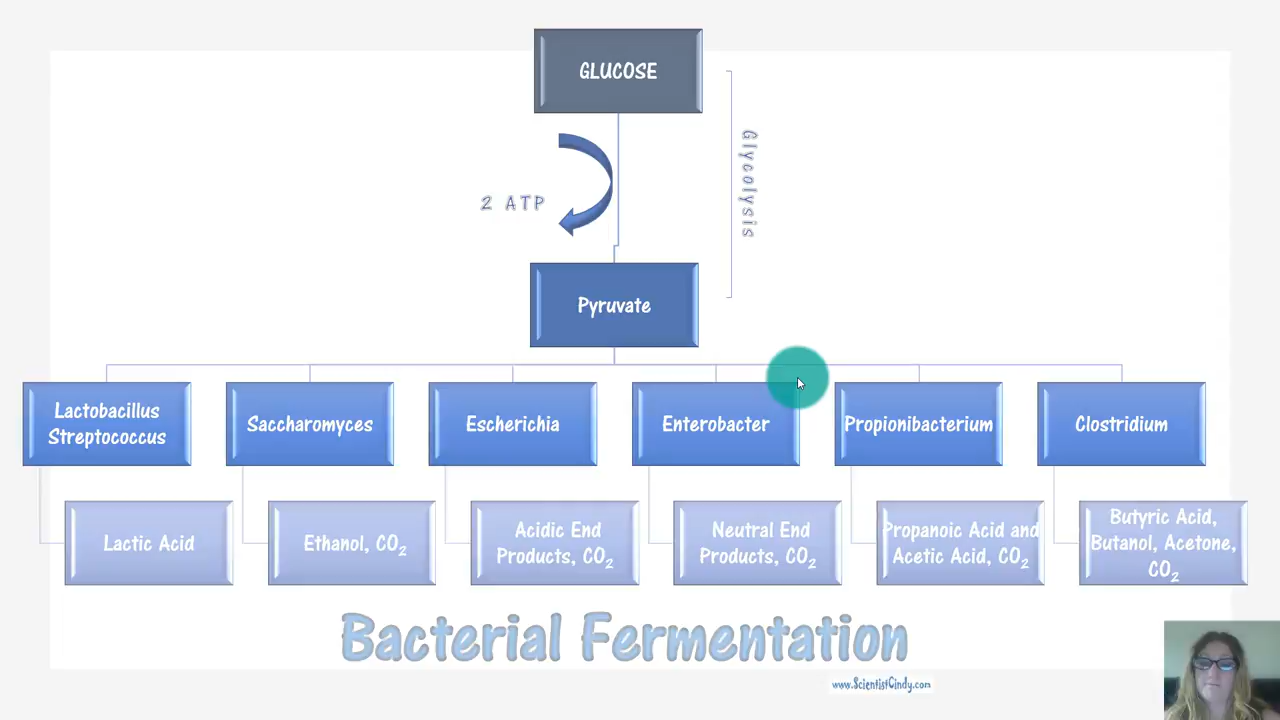 GLUCOSE
Glycolysis
2 ATP
Pyruvate
Lactobacillus
Streptococcus
Saccharomyces
Escherichia
Enterobacter
Propionibacterium
Clostridium
Lactic Acid
Ethanol, CO₂
Acidic End
Products, CO₂
Neutral End
Products, CO₂
Propanoic Acid and
Acetic Acid, CO₂
Butyric Acid,
Butanol, Acetone,
CO₂
Bacterial Fermentation
www.ScientistCindy.com